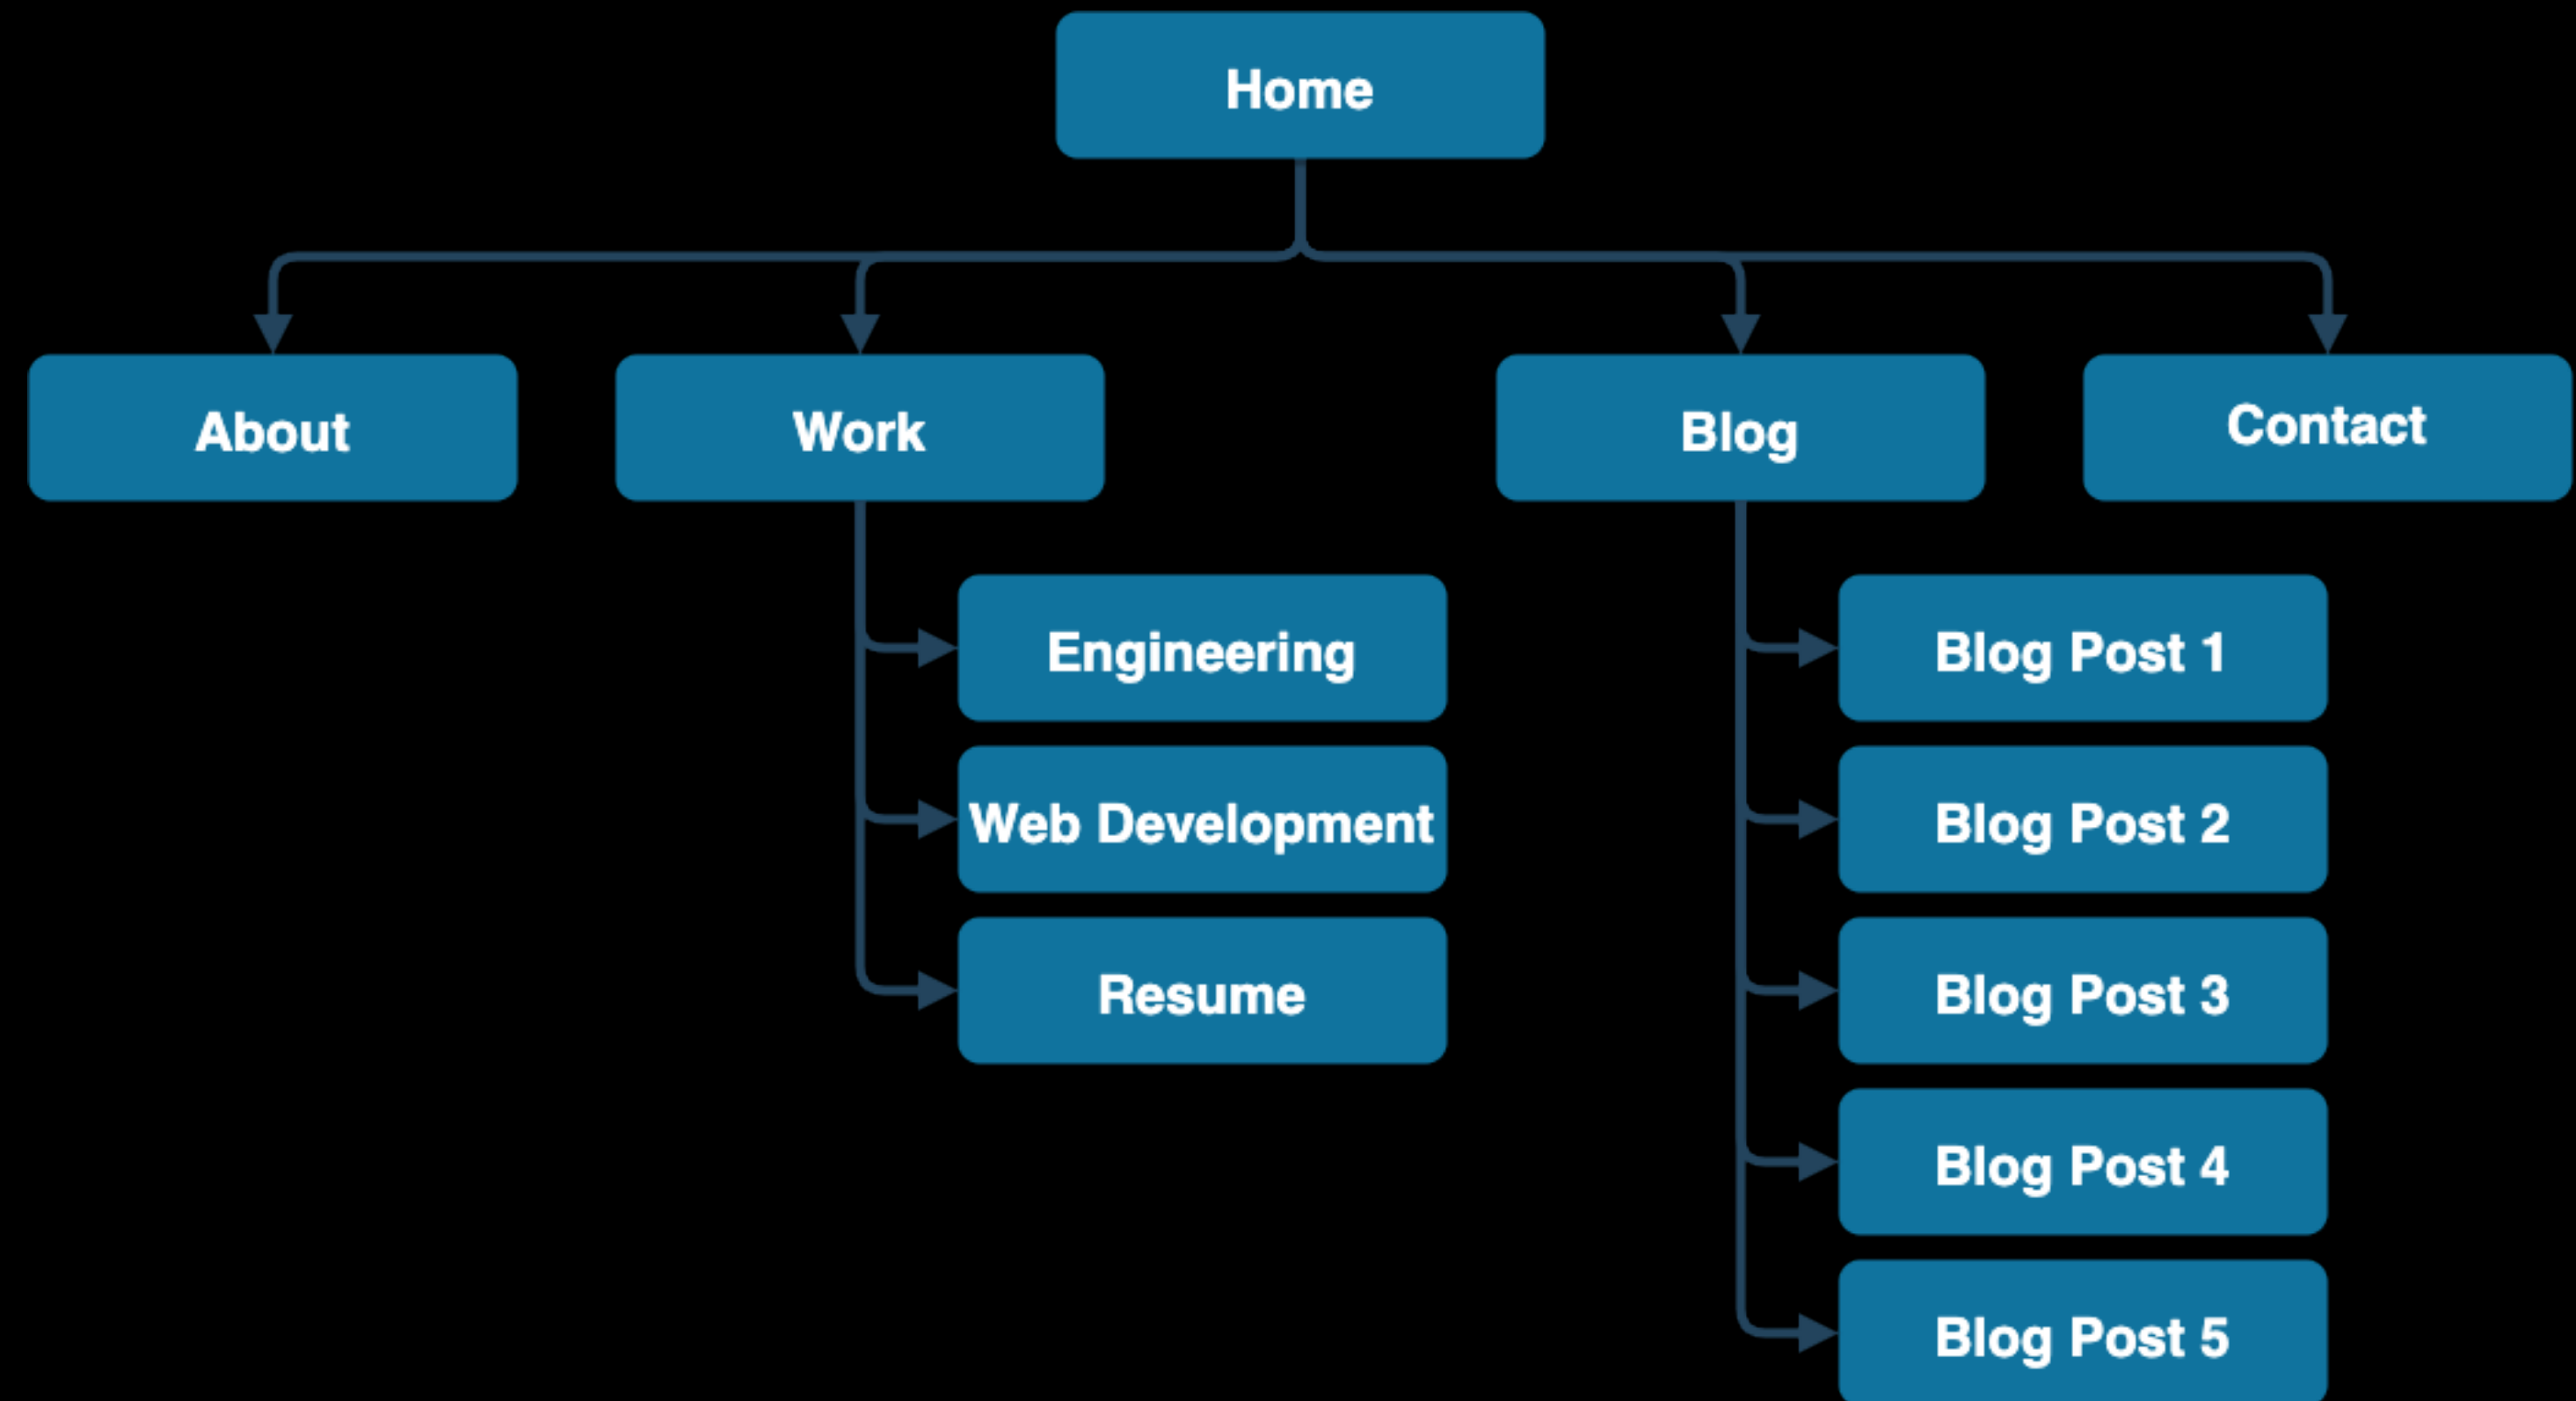 Home
About
Work
Blog
Contact
Engineering
Web Development
Resume
Blog Post 1
Blog Post 2
Blog Post 3
Blog Post 4
Blog Post 5